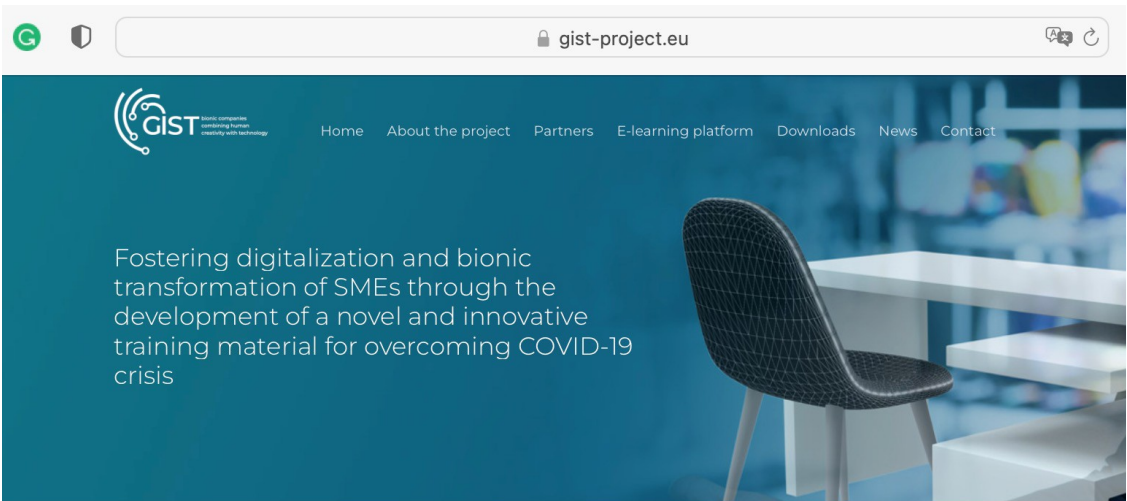 gist-project.eu
GIST
bionic companies
combining human
creativity with technology
Home About the project Partners E-learning platform Downloads News Contact
Fostering digitalization and bionic
transformation of SMEs through the
development of a novel and innovative
training material for overcoming COVID-19
crisis